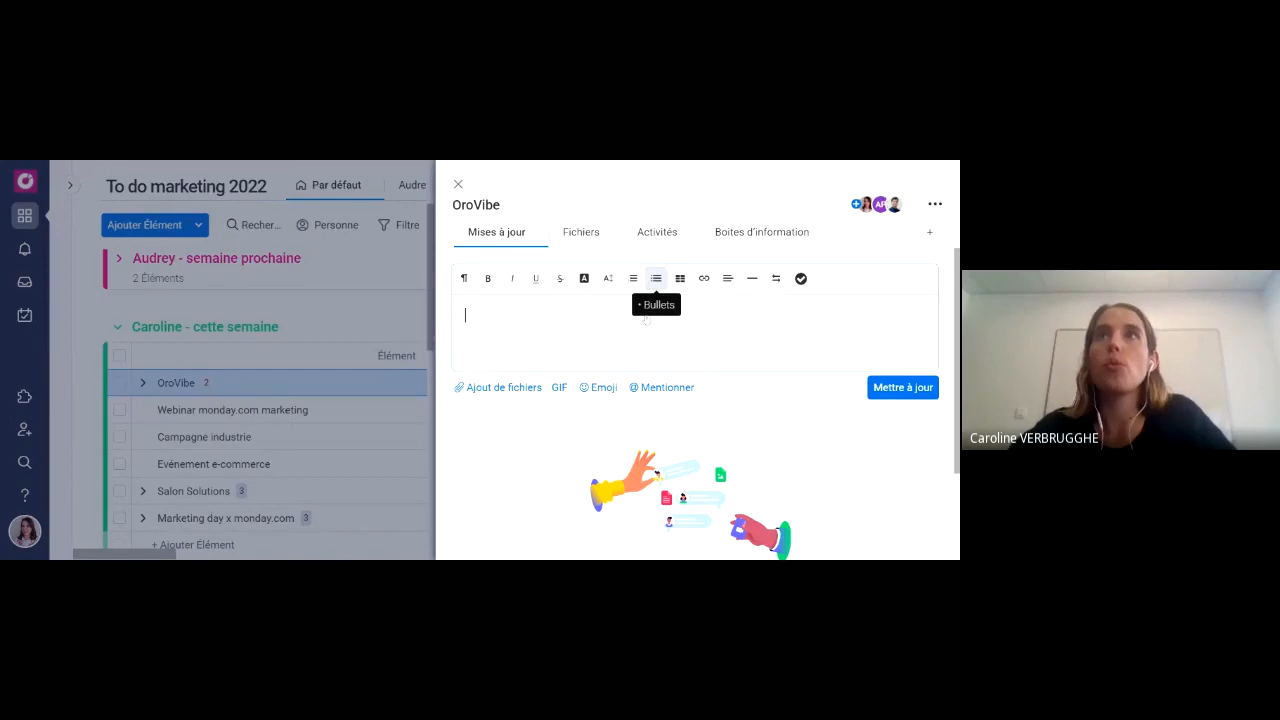 To do marketing 2022
Par défaut
Audre
Ajouter Élément
Recher...
Personne
Filtre
Audrey - semaine prochaine
2 Éléments
Caroline - cette semaine
Élément
OroVibe 2
Webinar monday.com marketing
Campagne industrie
Evénement e-commerce
Salon Solutions 3
Marketing day x monday.com 3
+ Ajouter Élément
OroVibe
AP
Mises à jour
Fichiers
Activités
Boites d'information
• Bullets
Ajout de fichiers
GIF
Emoji
Mentionner
Mettre à jour
Caroline VERBRUGGHE